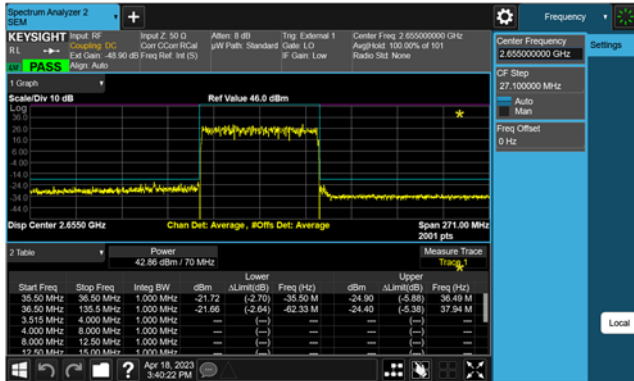 Spectrum Analyzer 2
SEM
Frequency
KEYSIGHT Input: RF Input Z: 50 Ω Atten: 8 dB Trig: External 1 Center Freq: 2.655000000 GHz
RL Coupling: DC Corr CCorr RCal µW Path: Standard Gate: LO Avg|Hold: 100.00% of 101
Ext Gain: -48.90 dB Freq Ref: Int (S) IF Gain: Low Radio Std: None
PASS Align: Auto
Center Frequency
2.655000000 GHz
Settings
CF Step
27.100000 MHz
Auto
Man
Freq Offset
0 Hz
1 Graph
Scale/Div 10 dB Ref Value 46.0 dBm
Log
36.0
26.0
16.0
6.00
-4.00
-14.0
-24.0
-34.0
-44.0
Disp Center 2.6550 GHz Chan Det: Average, #Offs Det: Average Span 271.00 MHz
2001 pts
2 Table Power Measure Trace
42.86 dBm / 70 MHz Trace 1
Lower Upper
Start Freq Stop Freq Integ BW dBm ΔLimit(dB) Freq (Hz) dBm ΔLimit(dB) Freq (Hz)
35.50 MHz 36.50 MHz 1.000 MHz -21.72 (-2.70) -35.50 M -24.90 (-5.88) 36.49 M
36.50 MHz 135.5 MHz 1.000 MHz -21.66 (-2.64) -62.33 M -24.40 (-5.38) 37.94 M
3.515 MHz 4.000 MHz 1.000 MHz --- (---) --- --- (---) ---
4.000 MHz 8.000 MHz 1.000 MHz --- (---) --- --- (---) ---
8.000 MHz 12.50 MHz 1.000 MHz --- (---) --- --- (---) ---
12.50 MHz 15.00 MHz 1.000 MHz --- (---) --- --- (---) ---
Local
? Apr 18, 2023
3:40:22 PM